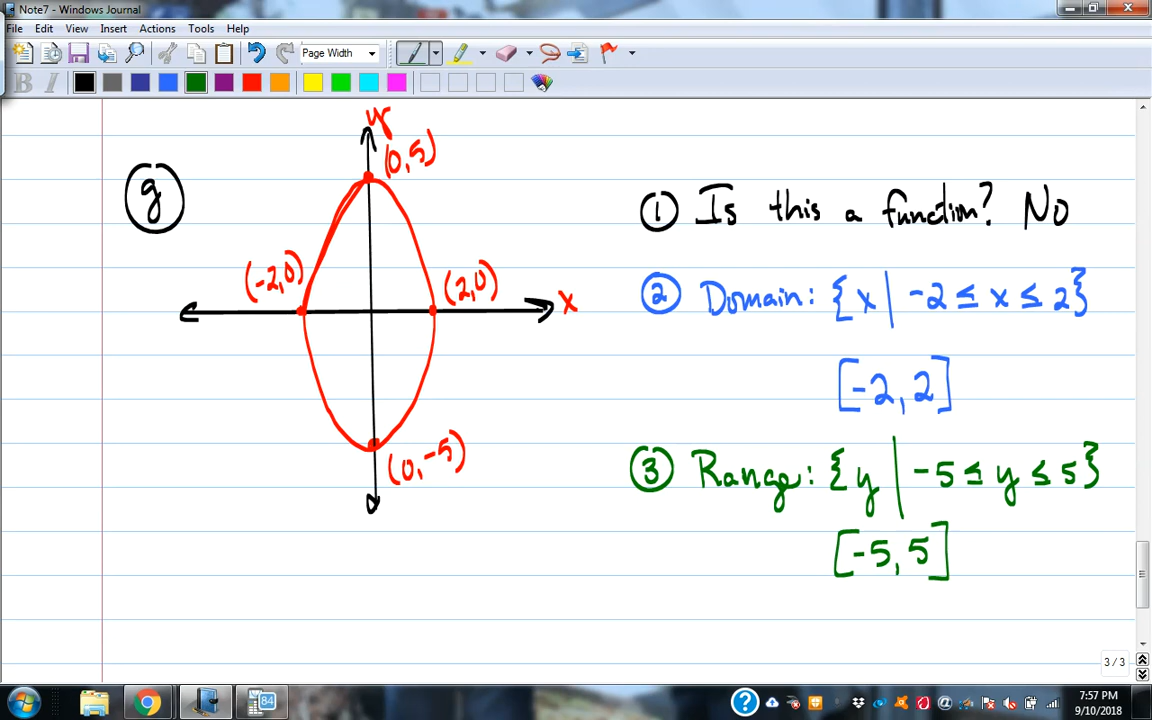 Note7 - Windows Journal
File Edit View Insert Actions Tools Help
Page Width
B I
y
(0,5)
g
(-2,0)
(2,0)
x
(0,-5)
① Is this a function? No
② Domain: {x | -2 ≤ x ≤ 2}
[-2, 2]
③ Range: {y | -5 ≤ y ≤ 5}
[-5, 5]
3 / 3
84
7:57 PM
9/10/2018